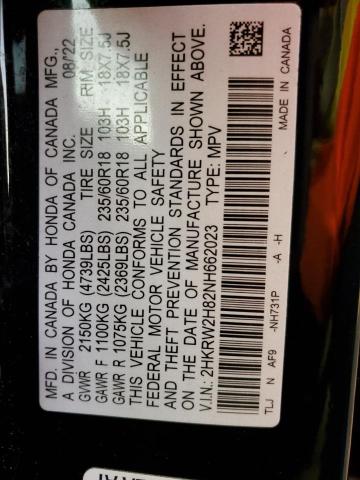 MFD. IN CANADA BY HONDA OF CANADA MFG.,
A DIVISION OF HONDA CANADA INC. 08/22
GVWR 2150KG (4739LBS) TIRE SIZE RIM SIZE
GAWR F 1100KG (2425LBS) 235/60R18 103H 18X7.5J
GAWR R 1075KG (2369LBS) 235/60R18 103H 18X7.5J
THIS VEHICLE CONFORMS TO ALL APPLICABLE
FEDERAL MOTOR VEHICLE SAFETY
AND THEFT PREVENTION STANDARDS IN EFFECT
ON THE DATE OF MANUFACTURE SHOWN ABOVE.
V.I.N.: 2HKRW2H82NH662023 TYPE: MPV
TLJ N AF9 -NH731P -A -H MADE IN CANADA